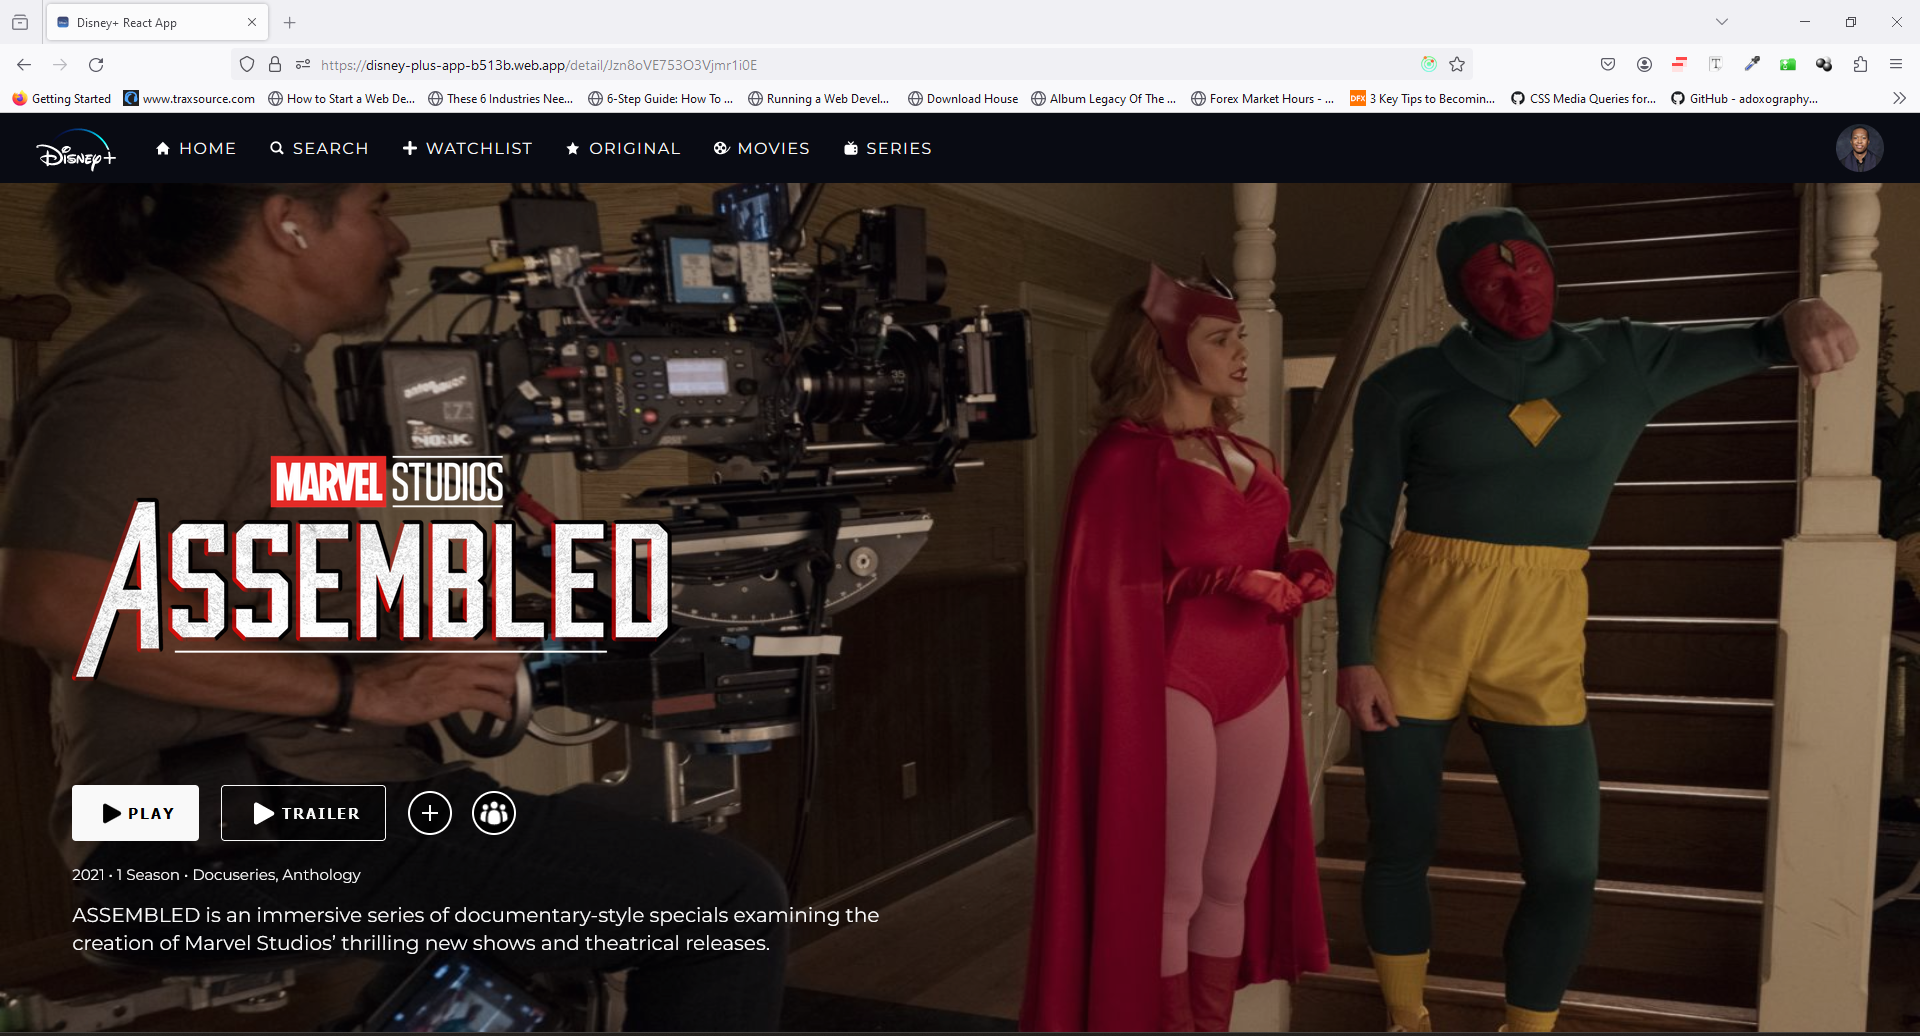 Disney+ React App
https://disney-plus-app-b513b.web.app/detail/Jzn8oVE753O3Vjmr1i0E
Getting Started
www.traxsource.com
How to Start a Web De...
These 6 Industries Nee...
6-Step Guide: How To ...
Running a Web Devel...
Download House
Album Legacy Of The ...
Forex Market Hours - ...
DFX 3 Key Tips to Becomin...
CSS Media Queries for...
GitHub - adoxography...
Disney+
HOME
SEARCH
WATCHLIST
ORIGINAL
MOVIES
SERIES
35
7
MARVEL STUDIOS
ASSEMBLED
PLAY
TRAILER
2021 • 1 Season • Docuseries, Anthology
ASSEMBLED is an immersive series of documentary-style specials examining the
creation of Marvel Studios’ thrilling new shows and theatrical releases.